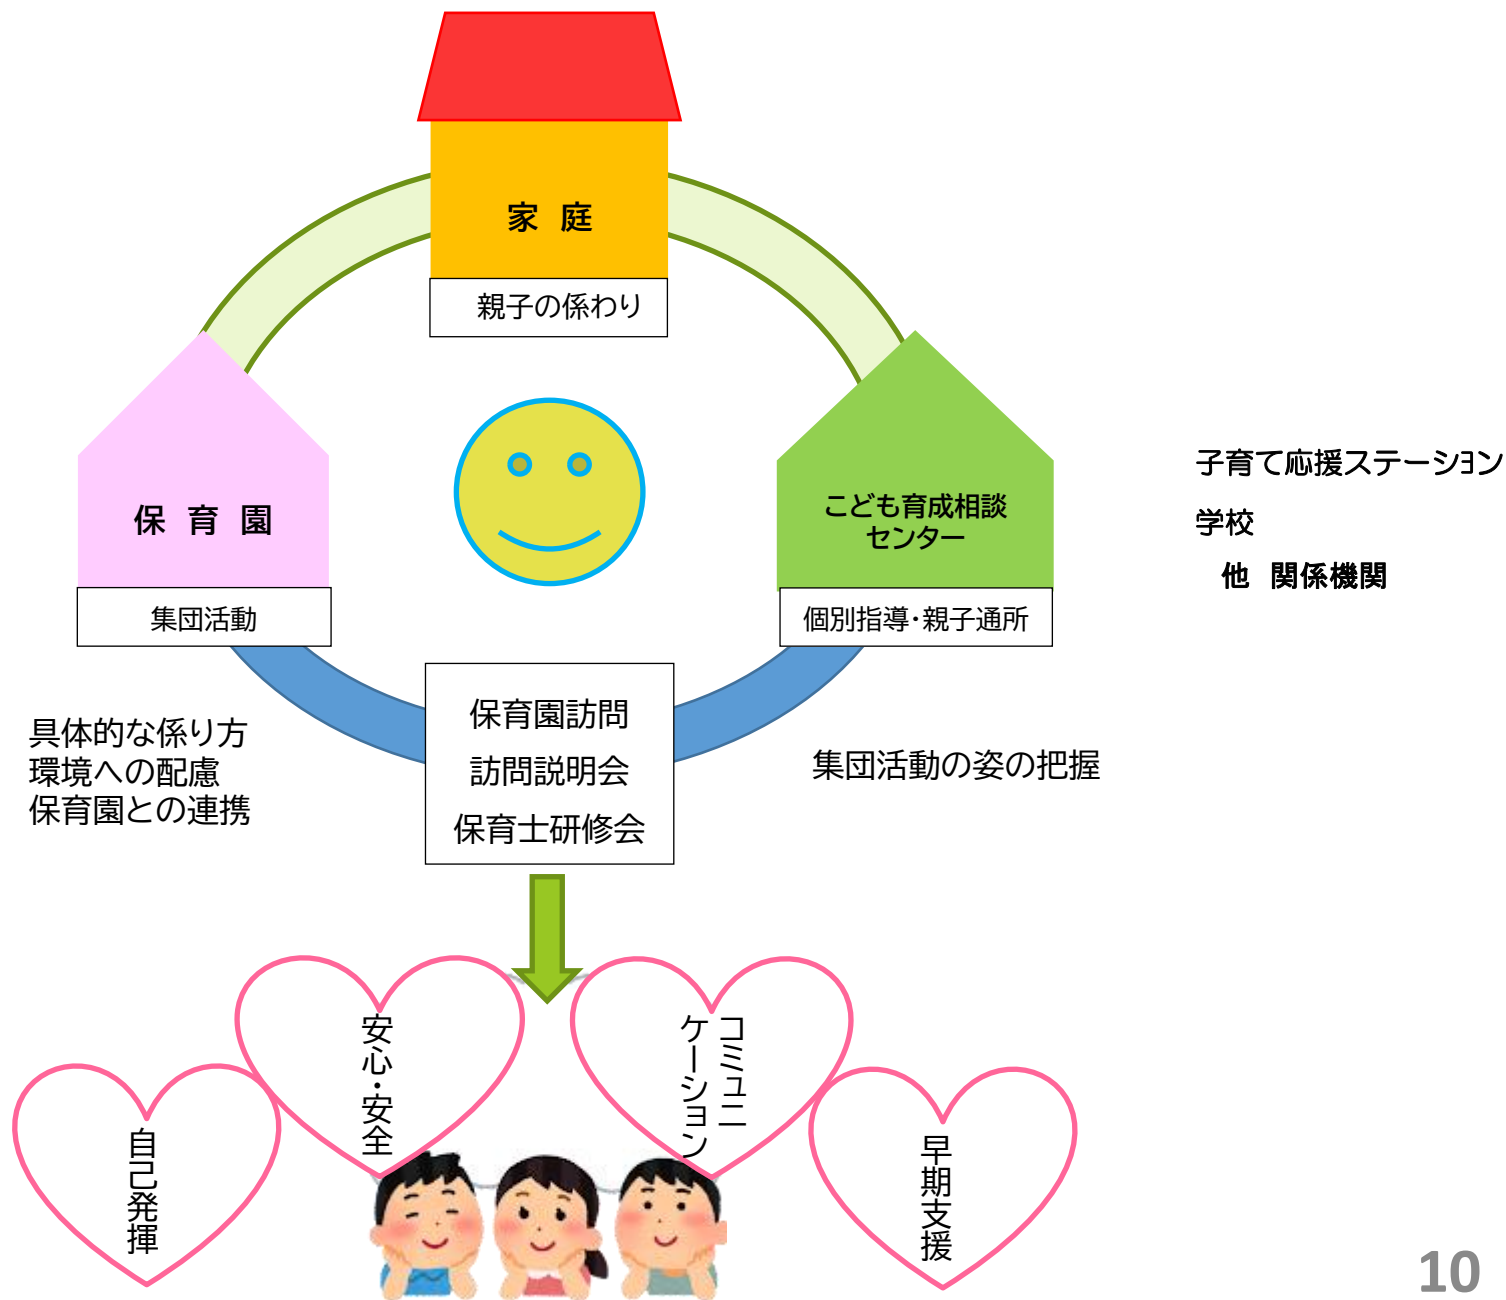 家 庭
親子の係わり
保 育 園
集団活動
こども育成相談
センター
個別指導・親子通所
子育て応援ステーション
学校
他 関係機関
保育園訪問
訪問説明会
保育士研修会
具体的な係り方
環境への配慮
保育園との連携
集団活動の姿の把握
自己発揮
安心・安全
コミュニ
ケーション
早期支援
10